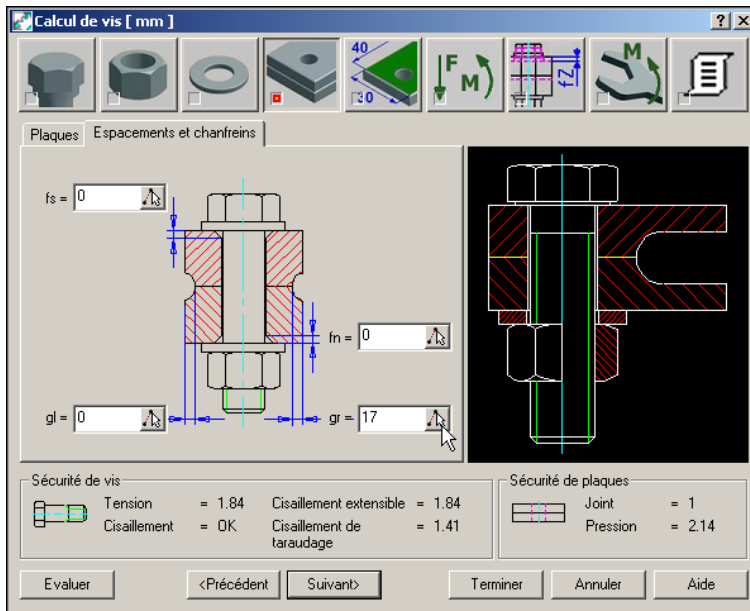 Calcul de vis [ mm ]
40
30
F
M
fZ
M
Plaques
Espacements et chanfreins
fs = 0
fn = 0
gl = 0
gr = 17
Sécurité de vis
Tension = 1.84
Cisaillement extensible = 1.84
Cisaillement = OK
Cisaillement de taraudage = 1.41
Sécurité de plaques
Joint = 1
Pression = 2.14
Evaluer
<Précédent
Suivant>
Terminer
Annuler
Aide